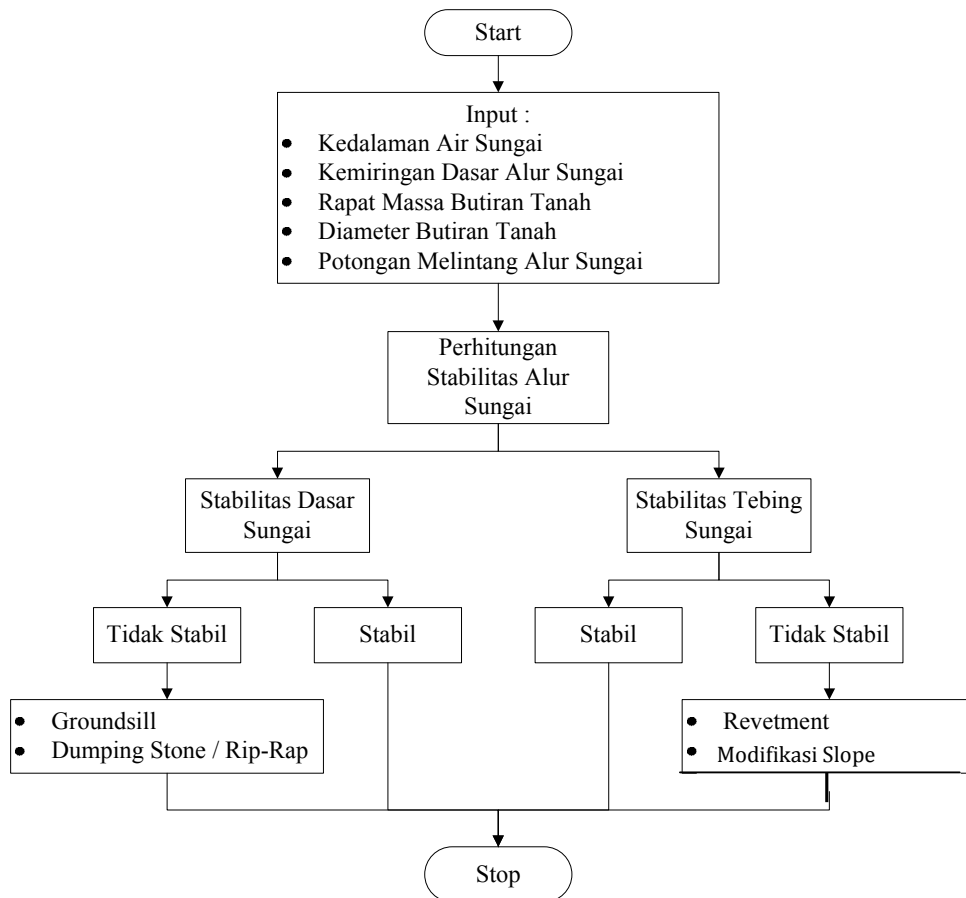 Start
Input :
• Kedalaman Air Sungai
• Kemiringan Dasar Alur Sungai
• Rapat Massa Butiran Tanah
• Diameter Butiran Tanah
• Potongan Melintang Alur Sungai
Perhitungan
Stabilitas Alur
Sungai
Stabilitas Dasar
Sungai
Stabilitas Tebing
Sungai
Tidak Stabil
Stabil
Stabil
Tidak Stabil
• Groundsill
• Dumping Stone / Rip-Rap
• Revetment
• Modifikasi Slope
Stop